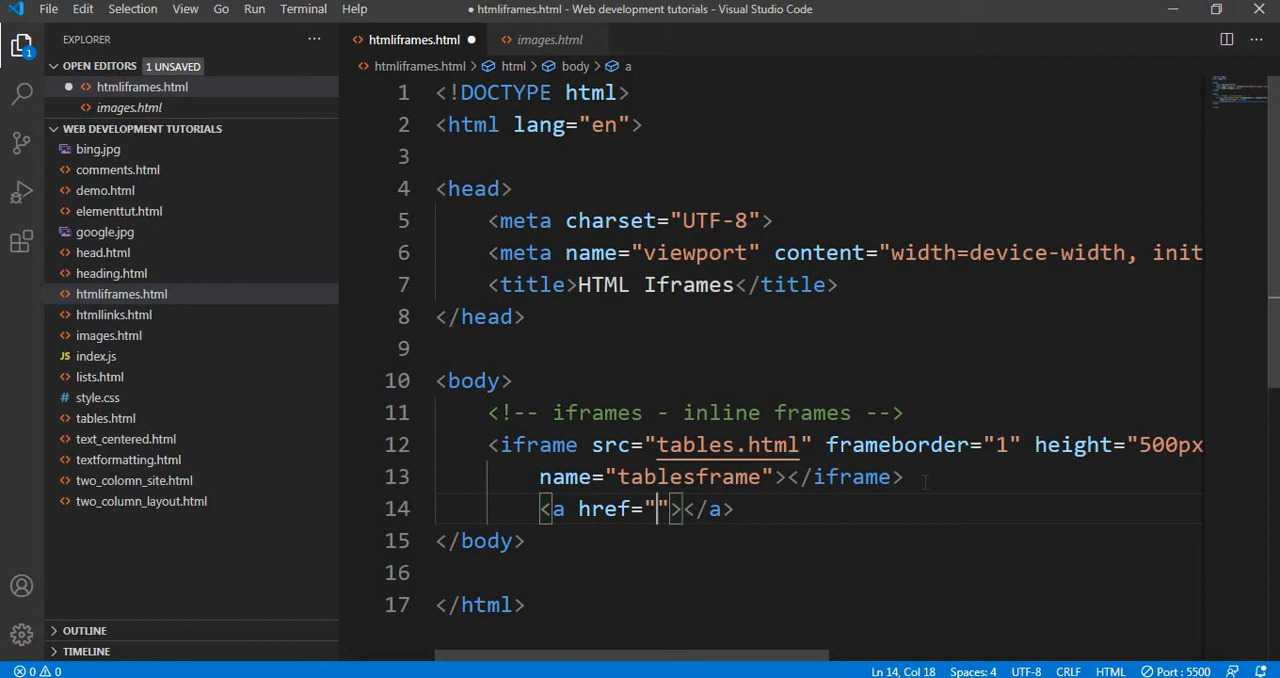 File Edit Selection View Go Run Terminal Help
● htmliframes.html - Web development tutorials - Visual Studio Code
EXPLORER
OPEN EDITORS 1 UNSAVED
htmliframes.html
images.html
WEB DEVELOPMENT TUTORIALS
bing.jpg
comments.html
demo.html
elementtut.html
google.jpg
head.html
heading.html
htmliframes.html
htmllinks.html
images.html
JS index.js
lists.html
# style.css
tables.html
text_centered.html
textformatting.html
two_colomn_site.html
two_column_layout.html
OUTLINE
TIMELINE
1
htmliframes.html ● images.html
htmliframes.html > html > body > a
1 <!DOCTYPE html>
2 <html lang="en">
3
4 <head>
5 <meta charset="UTF-8">
6 <meta name="viewport" content="width=device-width, init
7 <title>HTML Iframes</title>
8 </head>
9
10 <body>
11 <!-- iframes - inline frames -->
12 <iframe src="tables.html" frameborder="1" height="500px
13 name="tablesframe"></iframe>
14 <a href=""></a>
15 </body>
16
17 </html>
0 0 Ln 14, Col 18 Spaces: 4 UTF-8 CRLF HTML Port : 5500